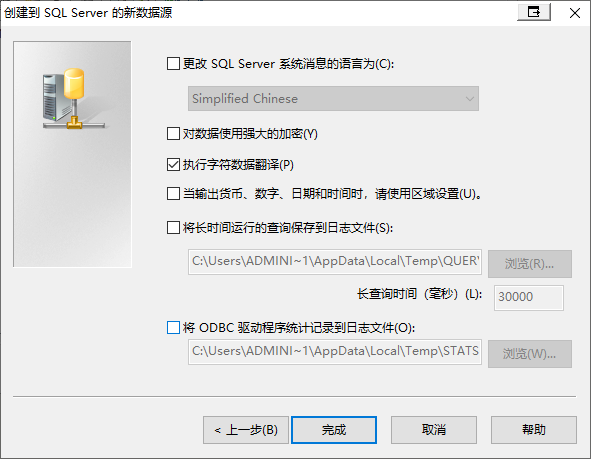 创建到 SQL Server 的新数据源
更改 SQL Server 系统消息的语言为(C):
Simplified Chinese
对数据使用强大的加密(Y)
执行字符数据翻译(P)
当输出货币、数字、日期和时间时，请使用区域设置(U)。
将长时间运行的查询保存到日志文件(S):
C:\Users\ADMINI~1\AppData\Local\Temp\QUERY
浏览(R)...
长查询时间（毫秒）(L):
30000
将 ODBC 驱动程序统计记录到日志文件(O):
C:\Users\ADMINI~1\AppData\Local\Temp\STATS
浏览(W)...
< 上一步(B)
完成
取消
帮助